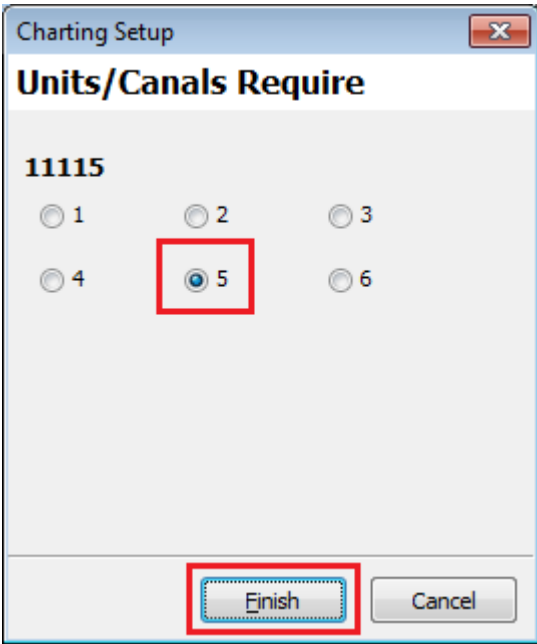 Charting Setup
Units/Canals Require
11115
1 2 3
4 5 6
Finish Cancel